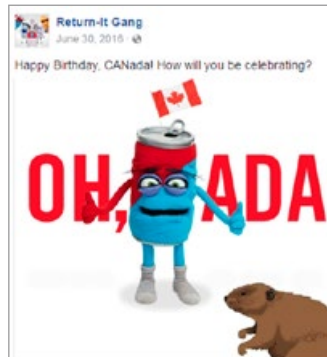 Return-It Gang
June 30, 2016
Happy Birthday, CANada! How will you be celebrating?
OH, ADA